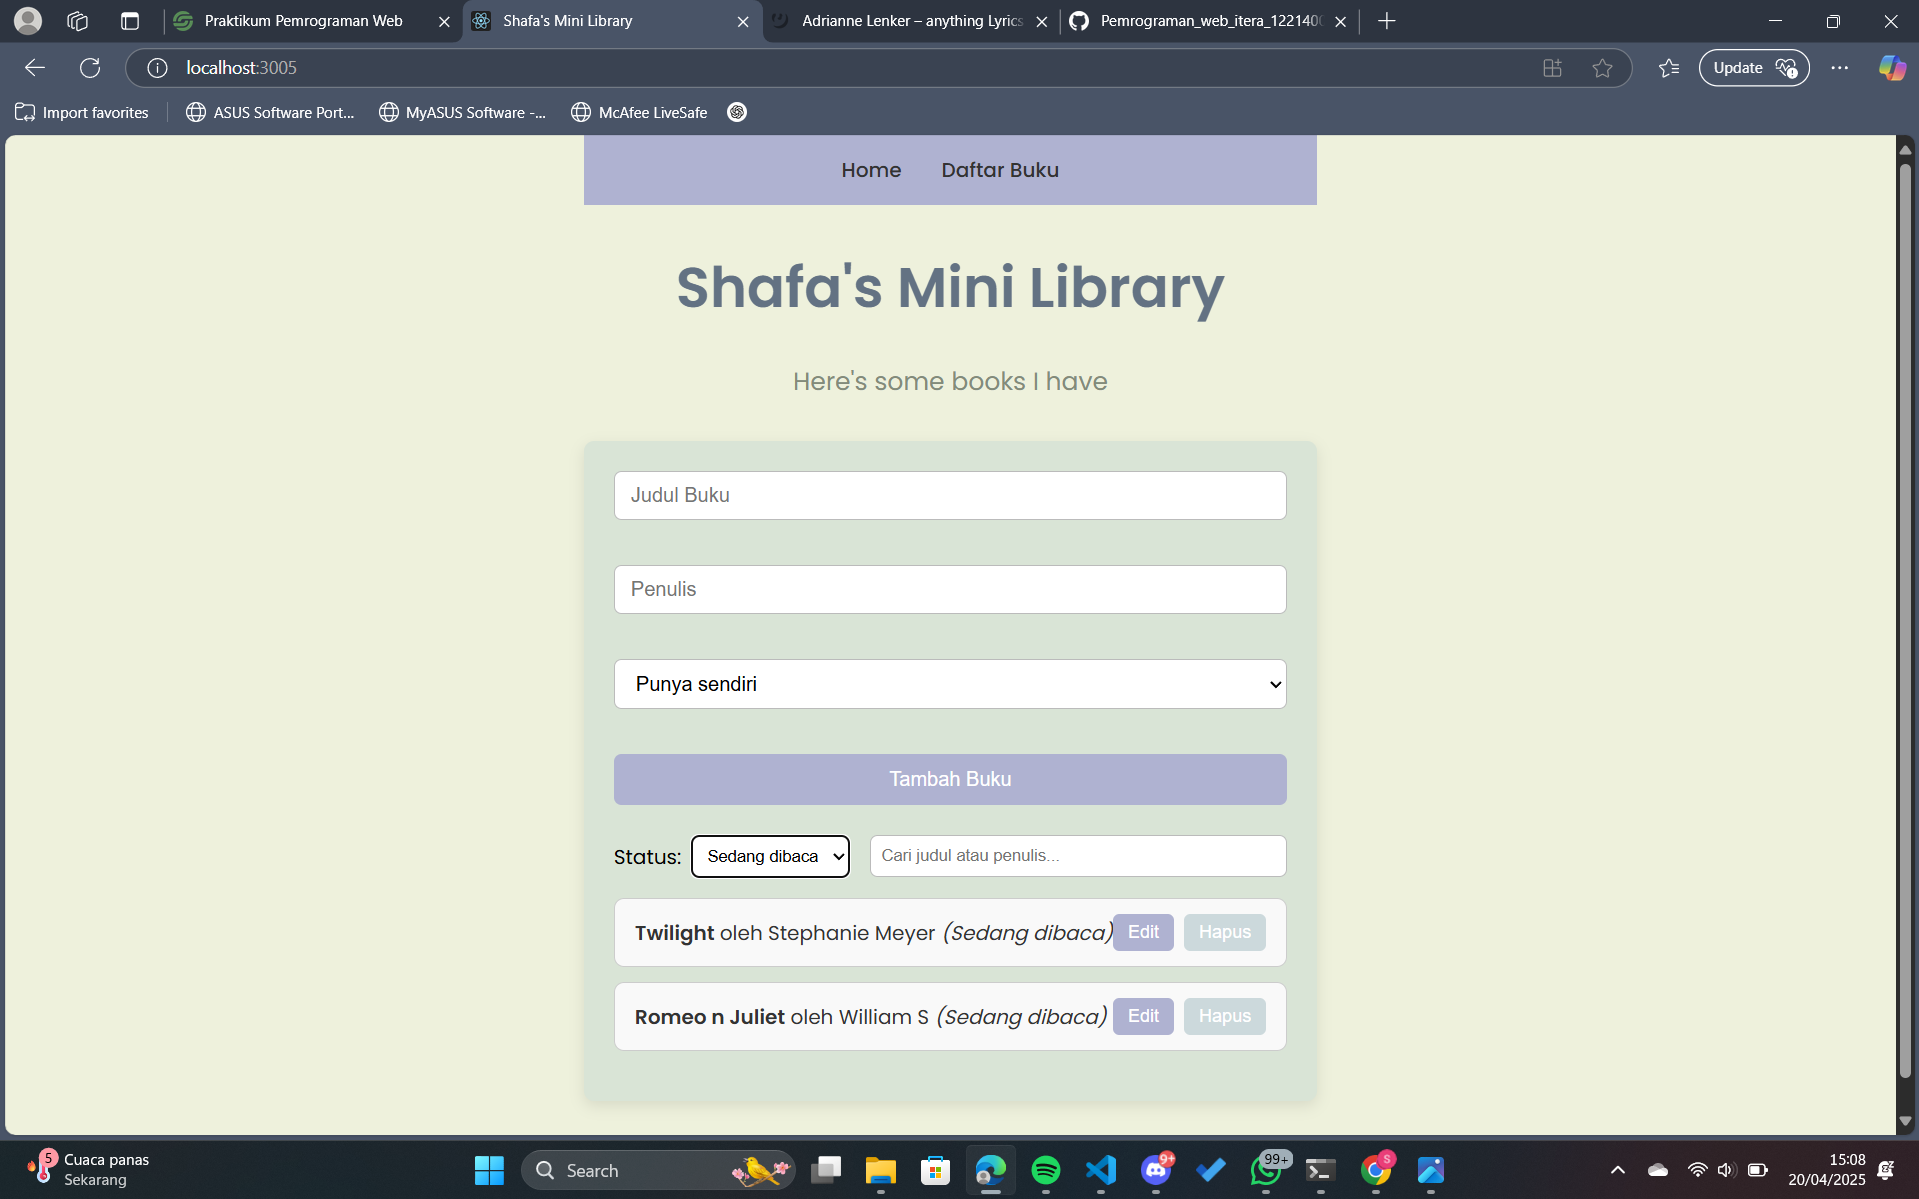 Praktikum Pemrograman Web
Shafa's Mini Library
Adrianne Lenker – anything Lyrics
Pemrograman_web_itera_122140
localhost:3005
Update
Import favorites
ASUS Software Port...
MyASUS Software -...
McAfee LiveSafe
Home Daftar Buku
Shafa's Mini Library
Here's some books I have
Judul Buku
Penulis
Punya sendiri
Tambah Buku
Status: Sedang dibaca Cari judul atau penulis...
Twilight oleh Stephanie Meyer (Sedang dibaca) Edit Hapus
Romeo n Juliet oleh William S (Sedang dibaca) Edit Hapus
5
Cuaca panas
Sekarang
Search
9+
99+
S
15:08
20/04/2025